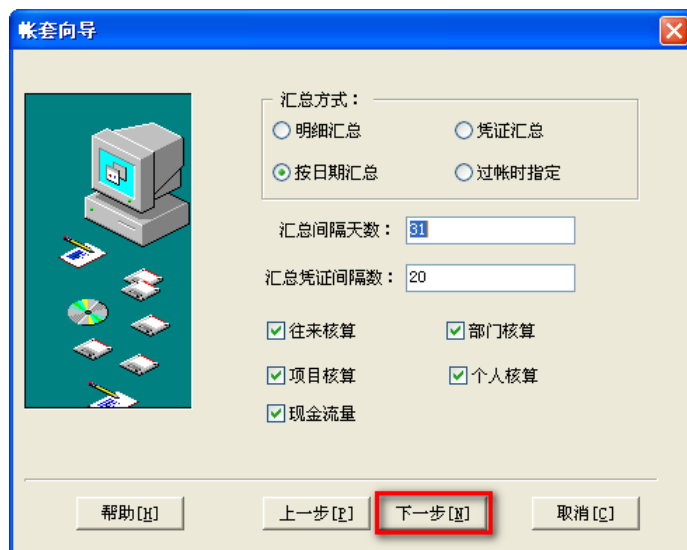 帐套向导
汇总方式：
明细汇总 凭证汇总
按日期汇总 过帐时指定
汇总间隔天数： 31
汇总凭证间隔数： 20
往来核算 部门核算
项目核算 个人核算
现金流量
帮助[H] 上一步[P] 下一步[N] 取消[C]